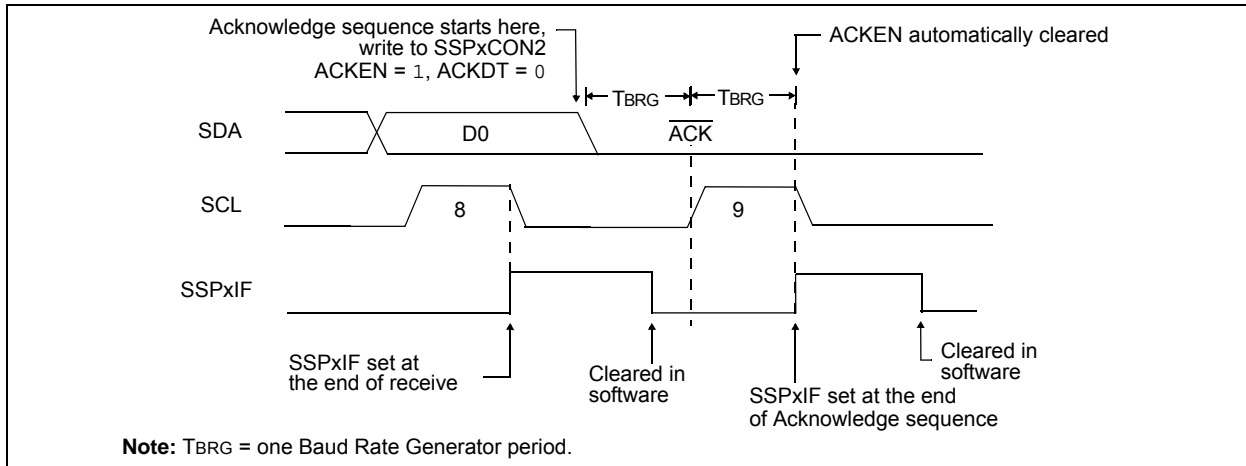 Acknowledge sequence starts here,
write to SSPxCON2
ACKEN = 1, ACKDT = 0
ACKEN automatically cleared
TBRG
TBRG
SDA
D0
ACK
SCL
8
9
SSPxIF
SSPxIF set at
the end of receive
Cleared in
software
SSPxIF set at the end
of Acknowledge sequence
Cleared in
software
Note: TBRG = one Baud Rate Generator period.